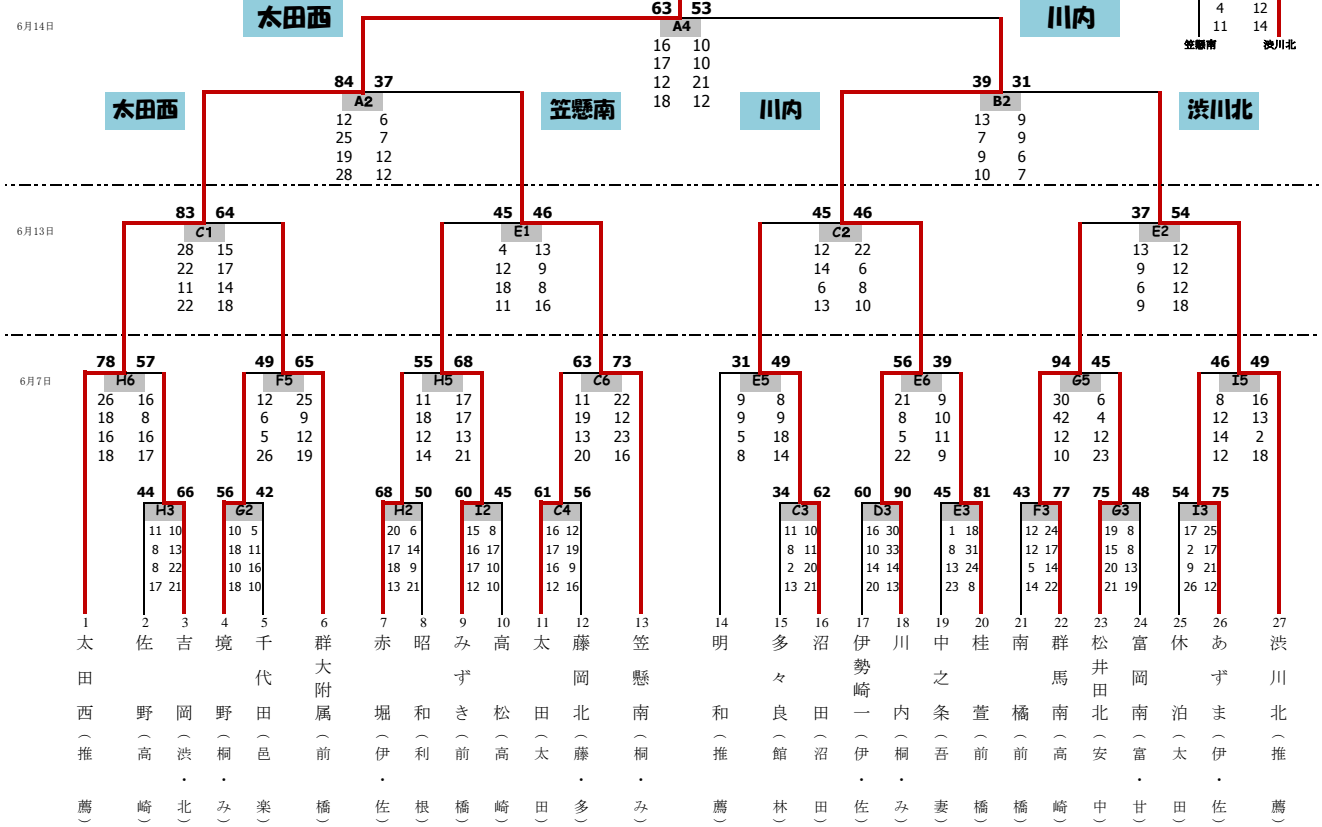 63 53
太田西 川内
6月14日
A4
16 10
17 10
12 21
18 12
4 12
11 14
笠懸南 渋川北
84 37
39 31
太田西 笠懸南 川内 渋川北
A2
12 6
25 7
19 12
28 12
B2
13 9
7 9
9 6
10 7
6月13日
83 64
C1
28 15
22 17
11 14
22 18
45 46
E1
4 13
12 9
18 8
11 16
45 46
C2
12 22
14 6
6 8
13 10
37 54
E2
13 12
9 12
6 12
9 18
6月7日
78 57
H6
26 16
18 8
16 16
18 17
49 65
F5
12 25
6 9
5 12
26 19
55 68
H5
11 17
18 17
12 13
14 21
63 73
C6
11 22
19 12
13 23
20 16
31 49
E5
9 8
9 9
5 18
8 14
56 39
E6
21 9
8 10
5 11
22 9
94 45
G5
30 6
42 4
12 12
10 23
46 49
I5
8 16
12 13
14 2
12 18
44 66
H3
11 10
8 13
8 22
17 21
56 42
G2
10 5
18 11
10 16
18 10
68 50
H2
20 6
17 14
18 9
13 21
60 45
I2
15 8
16 17
17 10
12 10
61 56
C4
16 12
17 19
16 9
12 16
34 62
C3
11 10
8 11
2 20
13 21
60 90
D3
16 30
10 33
14 14
20 13
45 81
E3
1 18
8 31
13 24
23 8
43 77
F3
12 24
12 17
5 14
14 22
75 48
G3
19 8
15 8
20 13
21 19
54 75
I3
17 25
2 17
9 21
26 12
1 太田西（推薦）
2 佐野（高崎）
3 吉岡（渋・北）
4 境野（桐・み）
5 千代田（邑楽）
6 群大附属（前橋）
7 赤堀（伊・佐）
8 昭和（利根）
9 みずき（前橋）
10 高松（高崎）
11 太田（太田）
12 藤岡北（藤・多）
13 笠懸南（桐・み）
14 明和（推薦）
15 多々良（館林）
16 沼田（沼田）
17 伊勢崎一（伊・佐）
18 川内（桐・み）
19 中之条（吾妻）
20 桂萱（前橋）
21 南橘（前橋）
22 群馬南（高崎）
23 松井田北（安中）
24 富岡南（富・甘）
25 休泊（太田）
26 あずま（伊・佐）
27 渋川北（推薦）